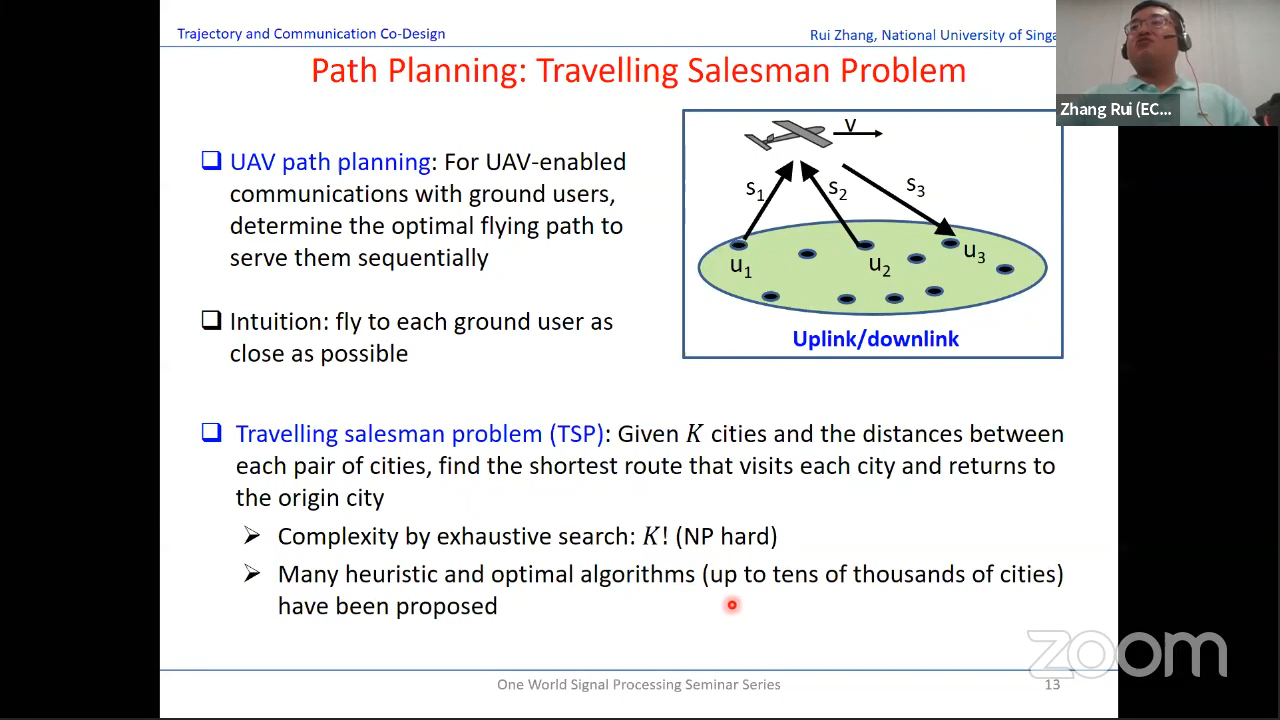 Trajectory and Communication Co-Design
Rui Zhang, National University of Singa
Path Planning: Travelling Salesman Problem
Zhang Rui (EC...
❑ UAV path planning: For UAV-enabled
communications with ground users,
determine the optimal flying path to
serve them sequentially
❑ Intuition: fly to each ground user as
close as possible
v
s1
s2
s3
u1
u2
u3
Uplink/downlink
❑ Travelling salesman problem (TSP): Given K cities and the distances between
each pair of cities, find the shortest route that visits each city and returns to
the origin city
➢ Complexity by exhaustive search: K! (NP hard)
➢ Many heuristic and optimal algorithms (up to tens of thousands of cities)
have been proposed
zoom
One World Signal Processing Seminar Series
13